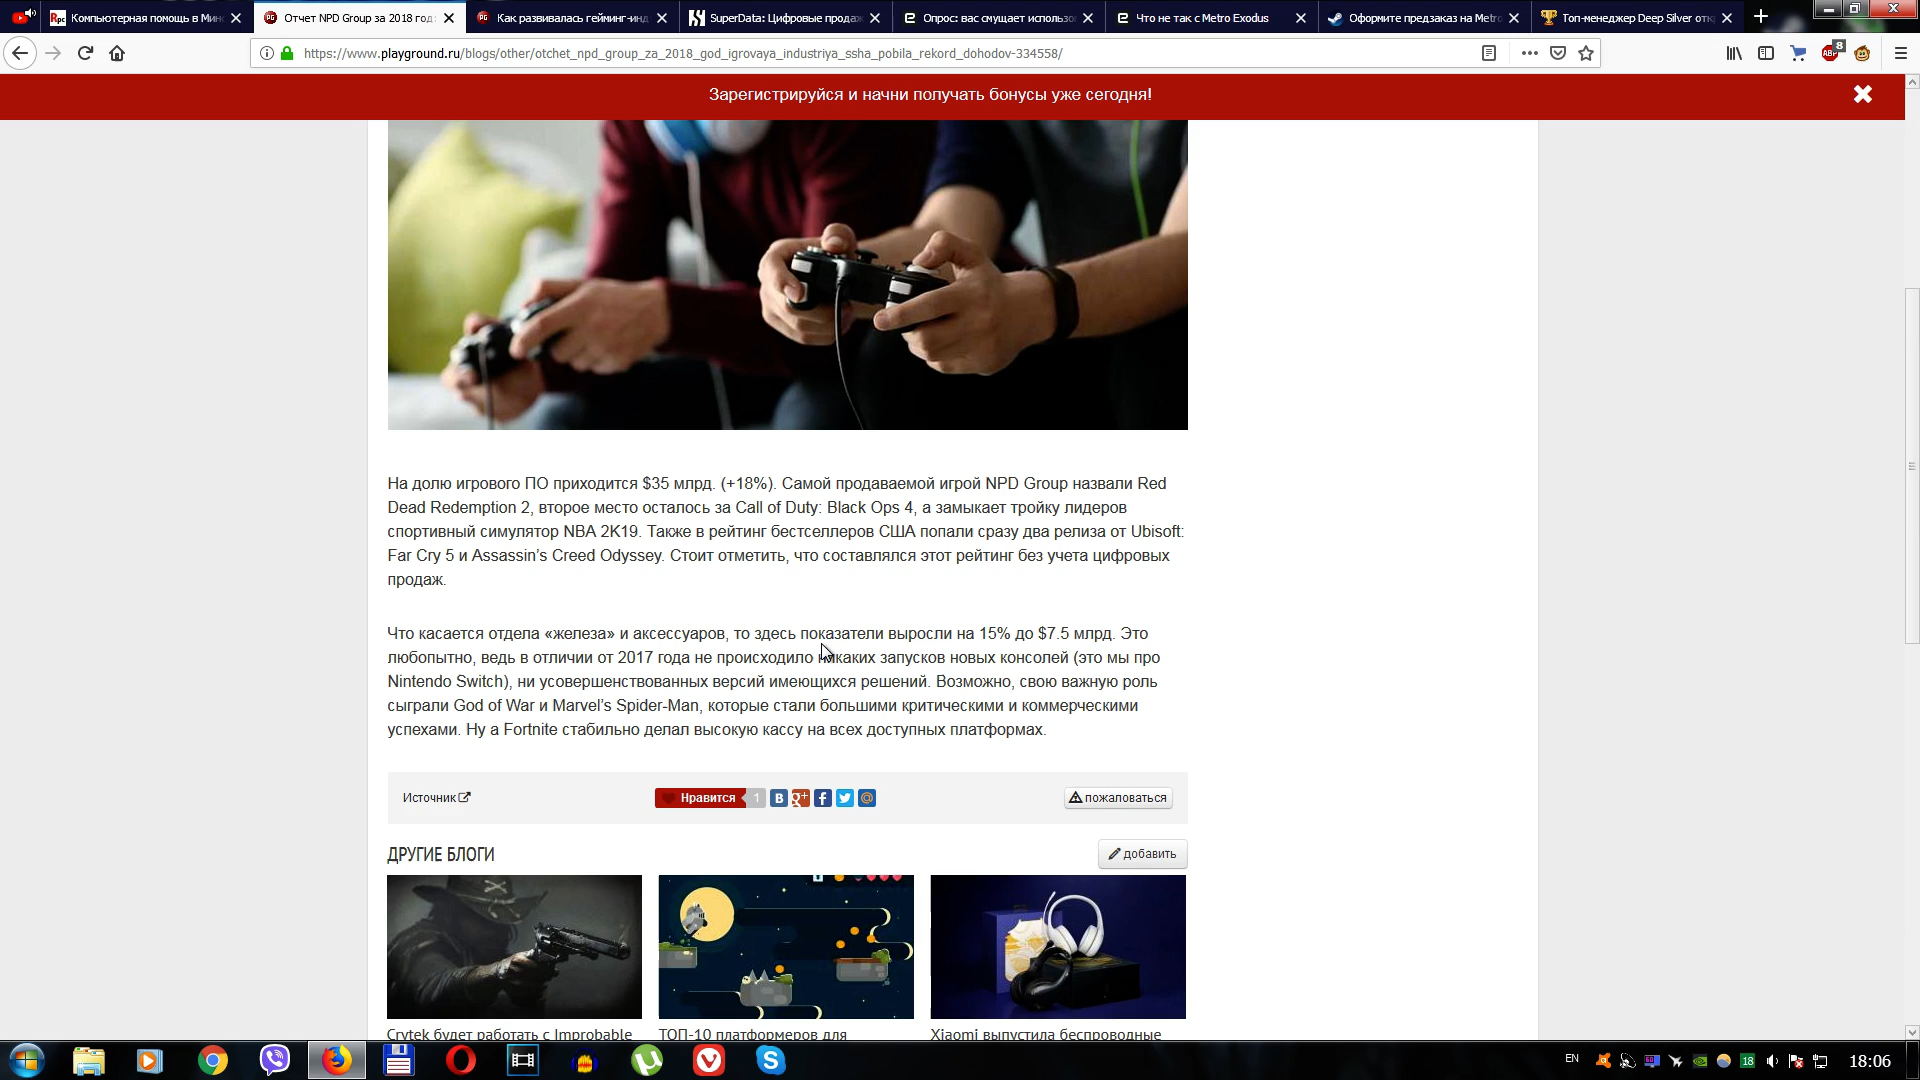 Компьютерная помощь в Минс
Отчет NPD Group за 2018 год:
Как развивалась гейминг-инд
SuperData: Цифровые продаж
Опрос: вас смущает использо
Что не так с Metro Exodus
Оформите предзаказ на Metro
Топ-менеджер Deep Silver отк
https://www.playground.ru/blogs/other/otchet_npd_group_za_2018_god_igrovaya_industriya_ssha_pobila_rekord_dohodov-334558/
8
Зарегистрируйся и начни получать бонусы уже сегодня!
На долю игрового ПО приходится $35 млрд. (+18%). Самой продаваемой игрой NPD Group назвали Red
Dead Redemption 2, второе место осталось за Call of Duty: Black Ops 4, а замыкает тройку лидеров
спортивный симулятор NBA 2K19. Также в рейтинг бестселлеров США попали сразу два релиза от Ubisoft:
Far Cry 5 и Assassin's Creed Odyssey. Стоит отметить, что составлялся этот рейтинг без учета цифровых
продаж.
Что касается отдела «железа» и аксессуаров, то здесь показатели выросли на 15% до $7.5 млрд. Это
любопытно, ведь в отличии от 2017 года не происходило никаких запусков новых консолей (это мы про
Nintendo Switch), ни усовершенствованных версий имеющихся решений. Возможно, свою важную роль
сыграли God of War и Marvel's Spider-Man, которые стали большими критическими и коммерческими
успехами. Ну а Fortnite стабильно делал высокую кассу на всех доступных платформах.
Источник
Нравится 1
пожаловаться
ДРУГИЕ БЛОГИ
добавить
Crytek будет работать с Improbable
ТОП-10 платформеров для
Xiaomi выпустила беспроводные
EN
18
18:06